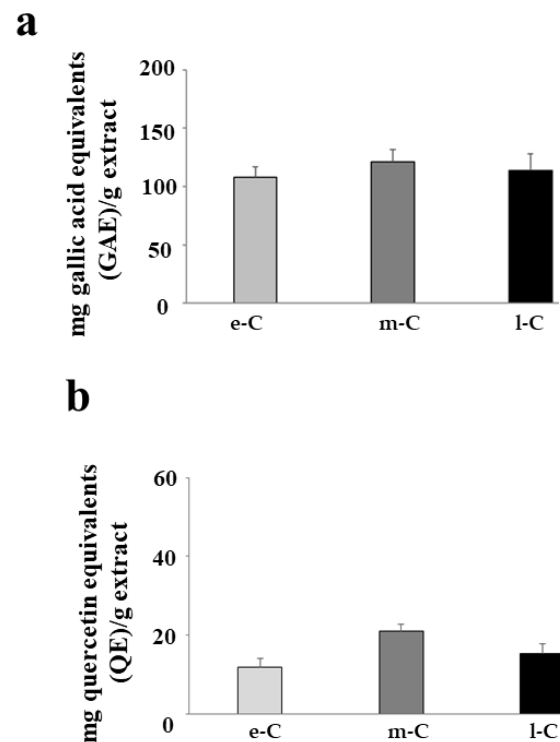 a
mg gallic acid equivalents
(GAE)/g extract
200
150
100
50
0
e-C
m-C
l-C
b
mg quercetin equivalents
(QE)/g extract
60
40
20
0
e-C
m-C
l-C